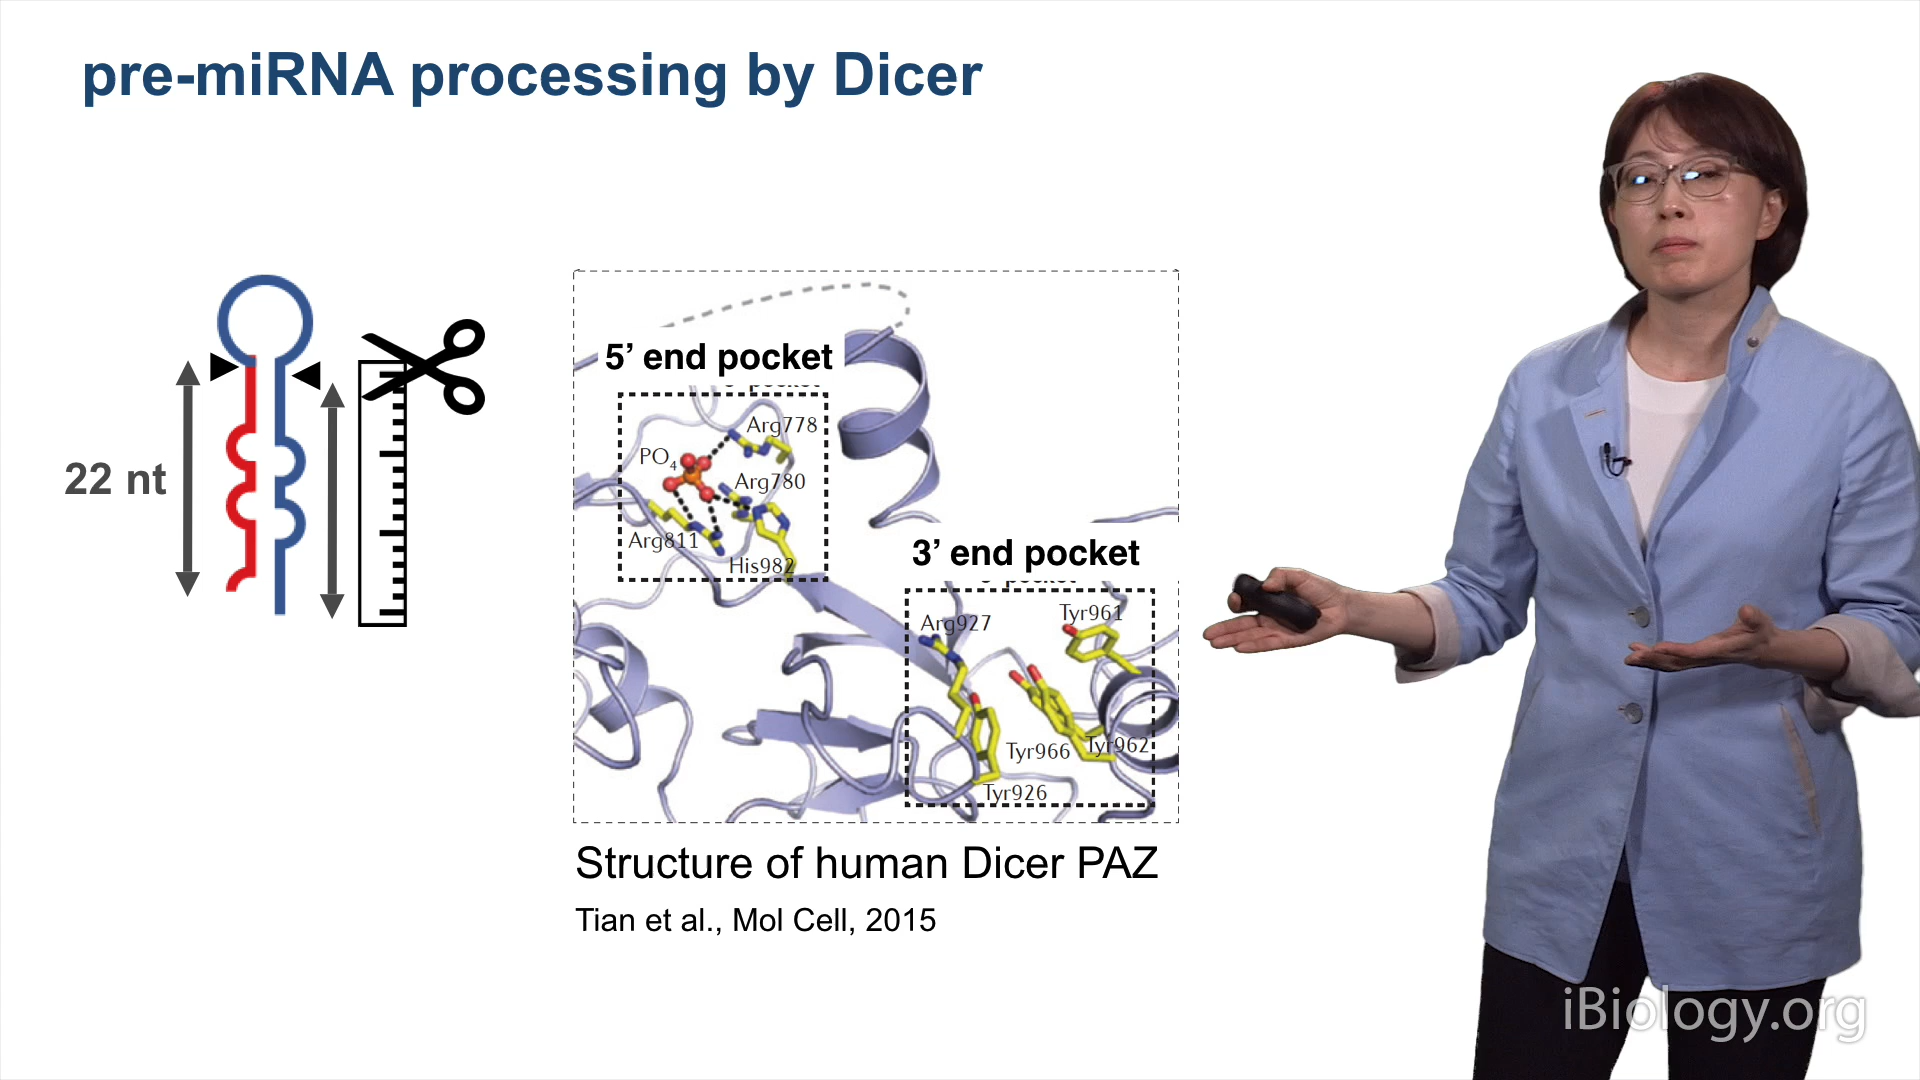 pre-miRNA processing by Dicer
22 nt
5’ end pocket
Arg778
PO4
Arg780
Arg811
His982
3’ end pocket
Arg927
Tyr961
Tyr966
Tyr962
Tyr926
Structure of human Dicer PAZ
Tian et al., Mol Cell, 2015
iBiology.org